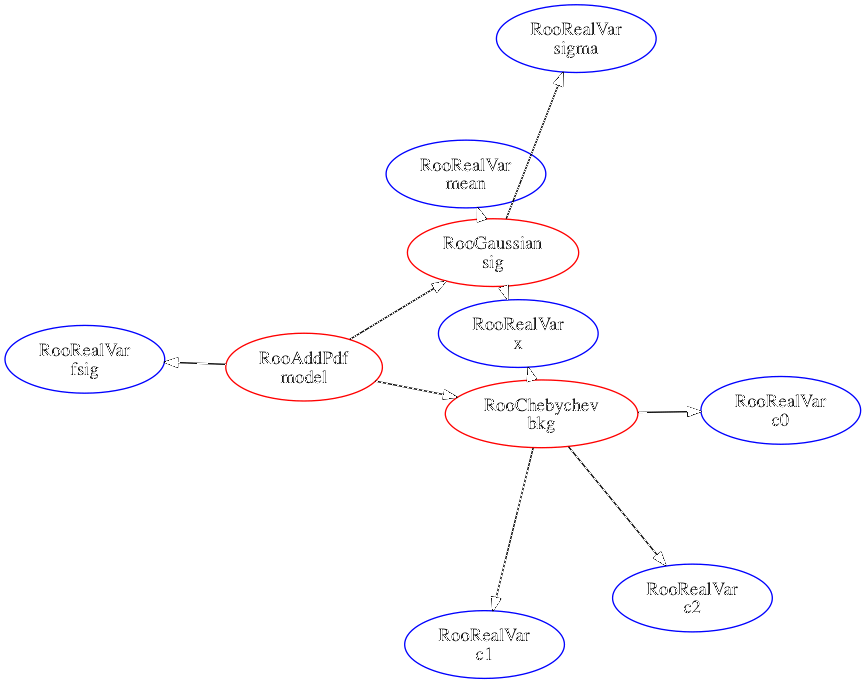 RooRealVar
sigma
RooRealVar
mean
RooGaussian
sig
RooRealVar
x
RooRealVar
fsig
RooAddPdf
model
RooChebychev
bkg
RooRealVar
c0
RooRealVar
c2
RooRealVar
c1